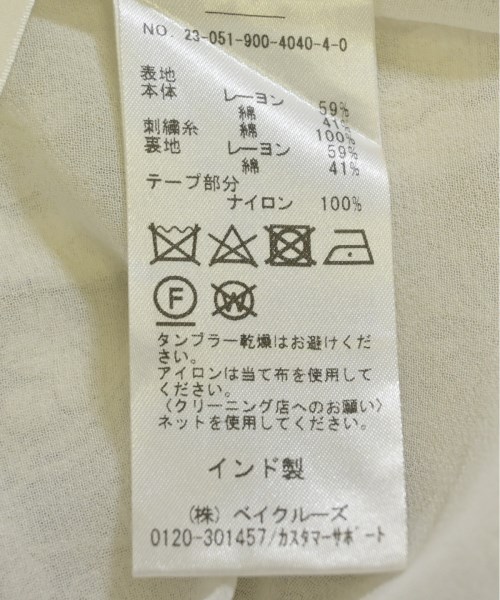 NO. 23-051-900-4040-4-0
表地
本体 レーヨン 59%
綿 41%
刺繍糸 綿 100%
裏地 レーヨン 59%
綿 41%
テープ部分
ナイロン 100%
F W
タンブラー乾燥はお避けくだ
さい。
アイロンは当て布を使用して
ください。
〈クリーニング店へのお願い〉
ネットを使用してください。
インド製
(株) ベイクルーズ
0120-301457/カスタマーサポート